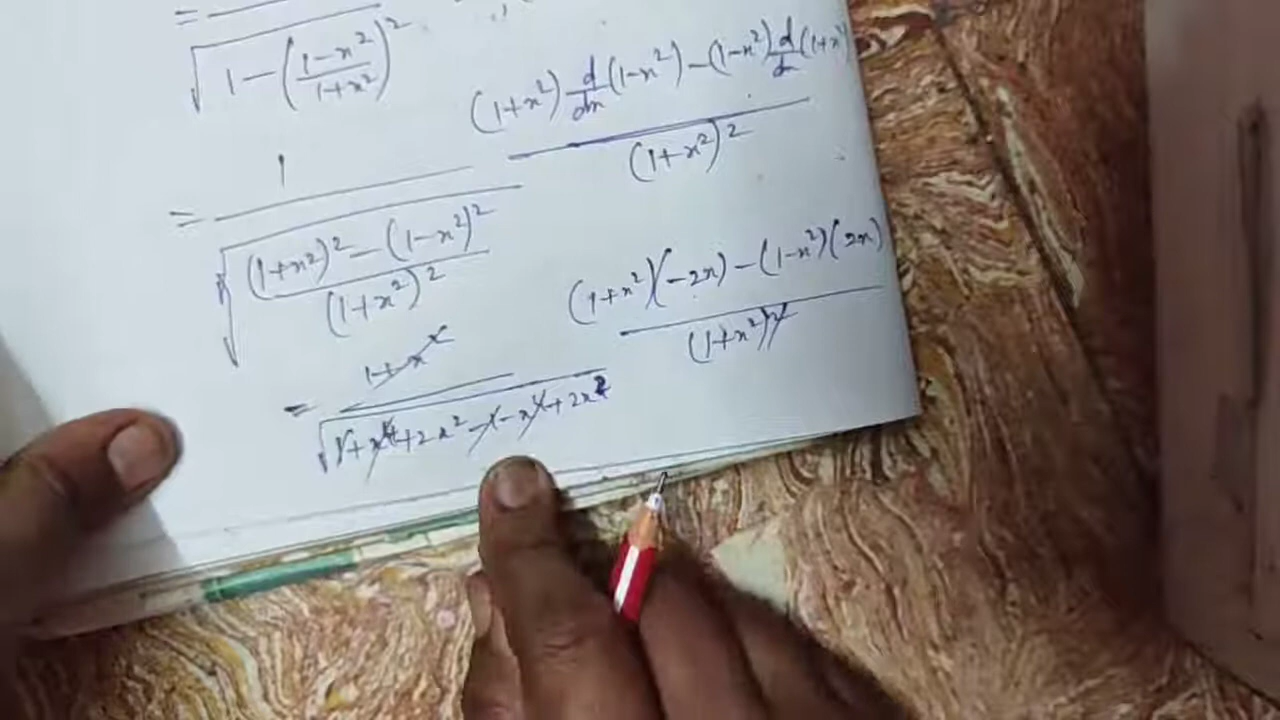 = 1/√(1-((1-x²)/(1+x²))²) ((1+x²) d/dx (1-x²) - (1-x²) d/dx (1+x²))/(1+x²)²
= 1/√(((1+x²)² - (1-x²)²)/(1+x²)²) ((1+x²)(-2x) - (1-x²)(2x))/(1+x²)²
= (1+x²)/√(1+x⁴+2x²-1-x⁴+2x²)